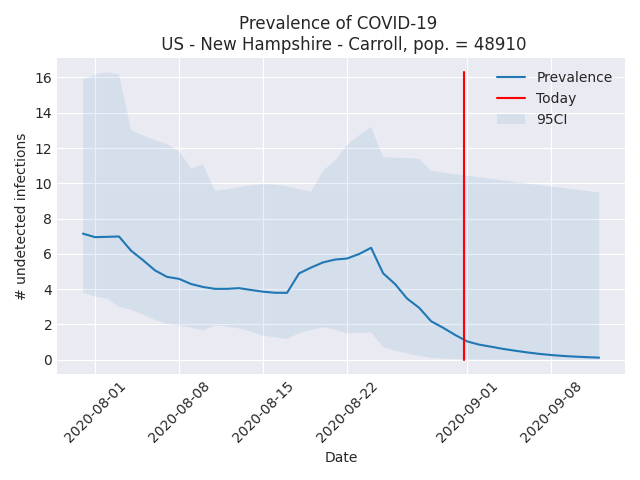 Prevalence of COVID-19
US - New Hampshire - Carroll, pop. = 48910
# undetected infections
16
14
12
10
8
6
4
2
0
Prevalence
Today
95CI
2020-08-01
2020-08-08
2020-08-15
2020-08-22
2020-09-01
2020-09-08
Date